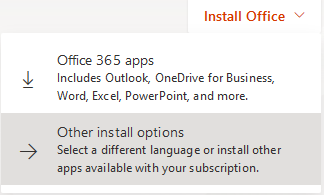 Install Office
Office 365 apps
Includes Outlook, OneDrive for Business,
Word, Excel, PowerPoint, and more.
Other install options
Select a different language or install other
apps available with your subscription.